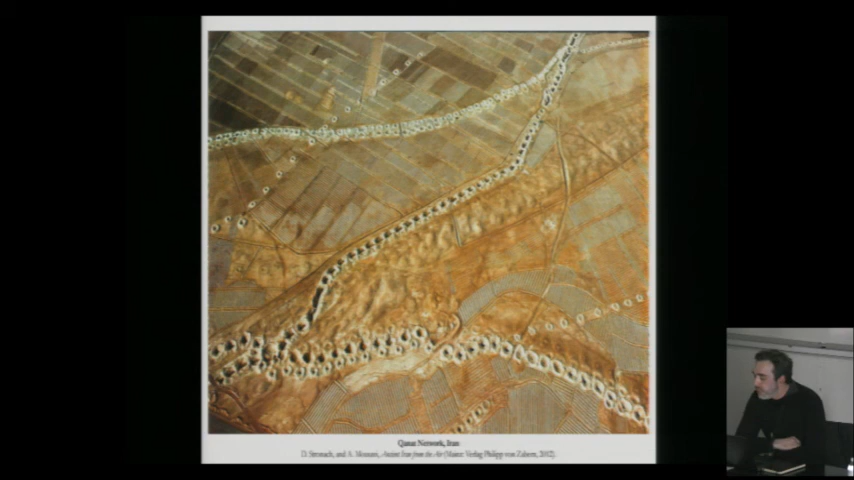 Qanat Network, Iran
D. Stronach, and A. Mousavi, Ancient Iran from the Air (Mainz: Verlag Philipp von Zabern, 2012).